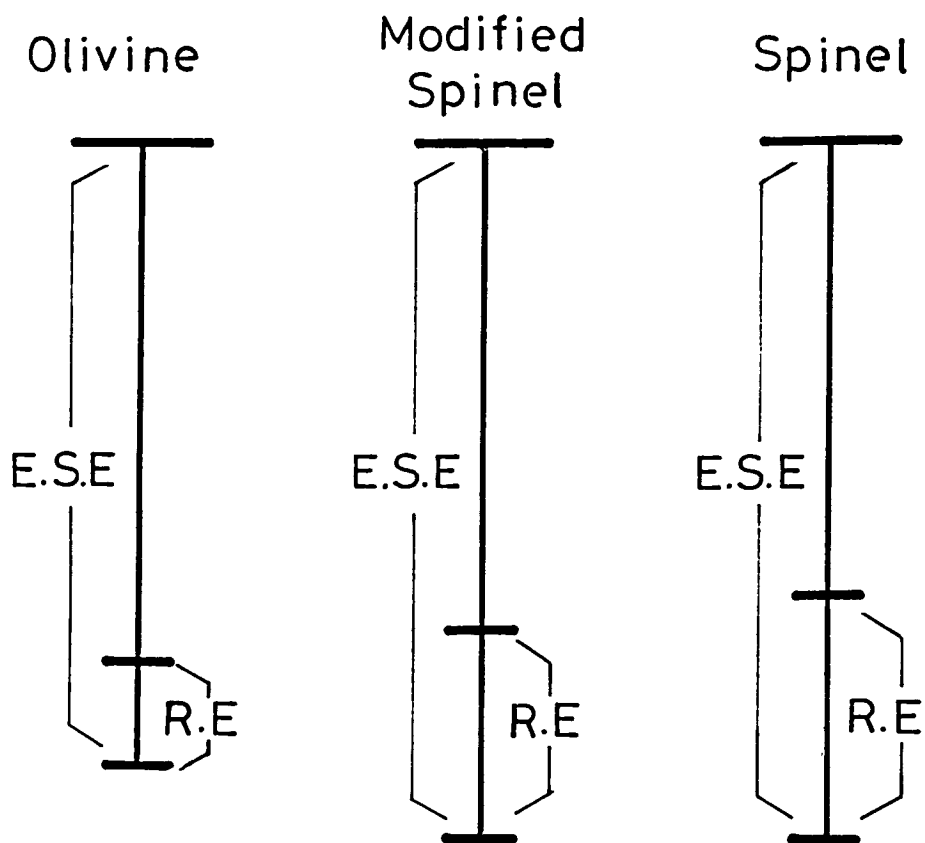 Olivine
Modified
Spinel
Spinel
E.S.E
E.S.E
E.S.E
R.E
R.E
R.E